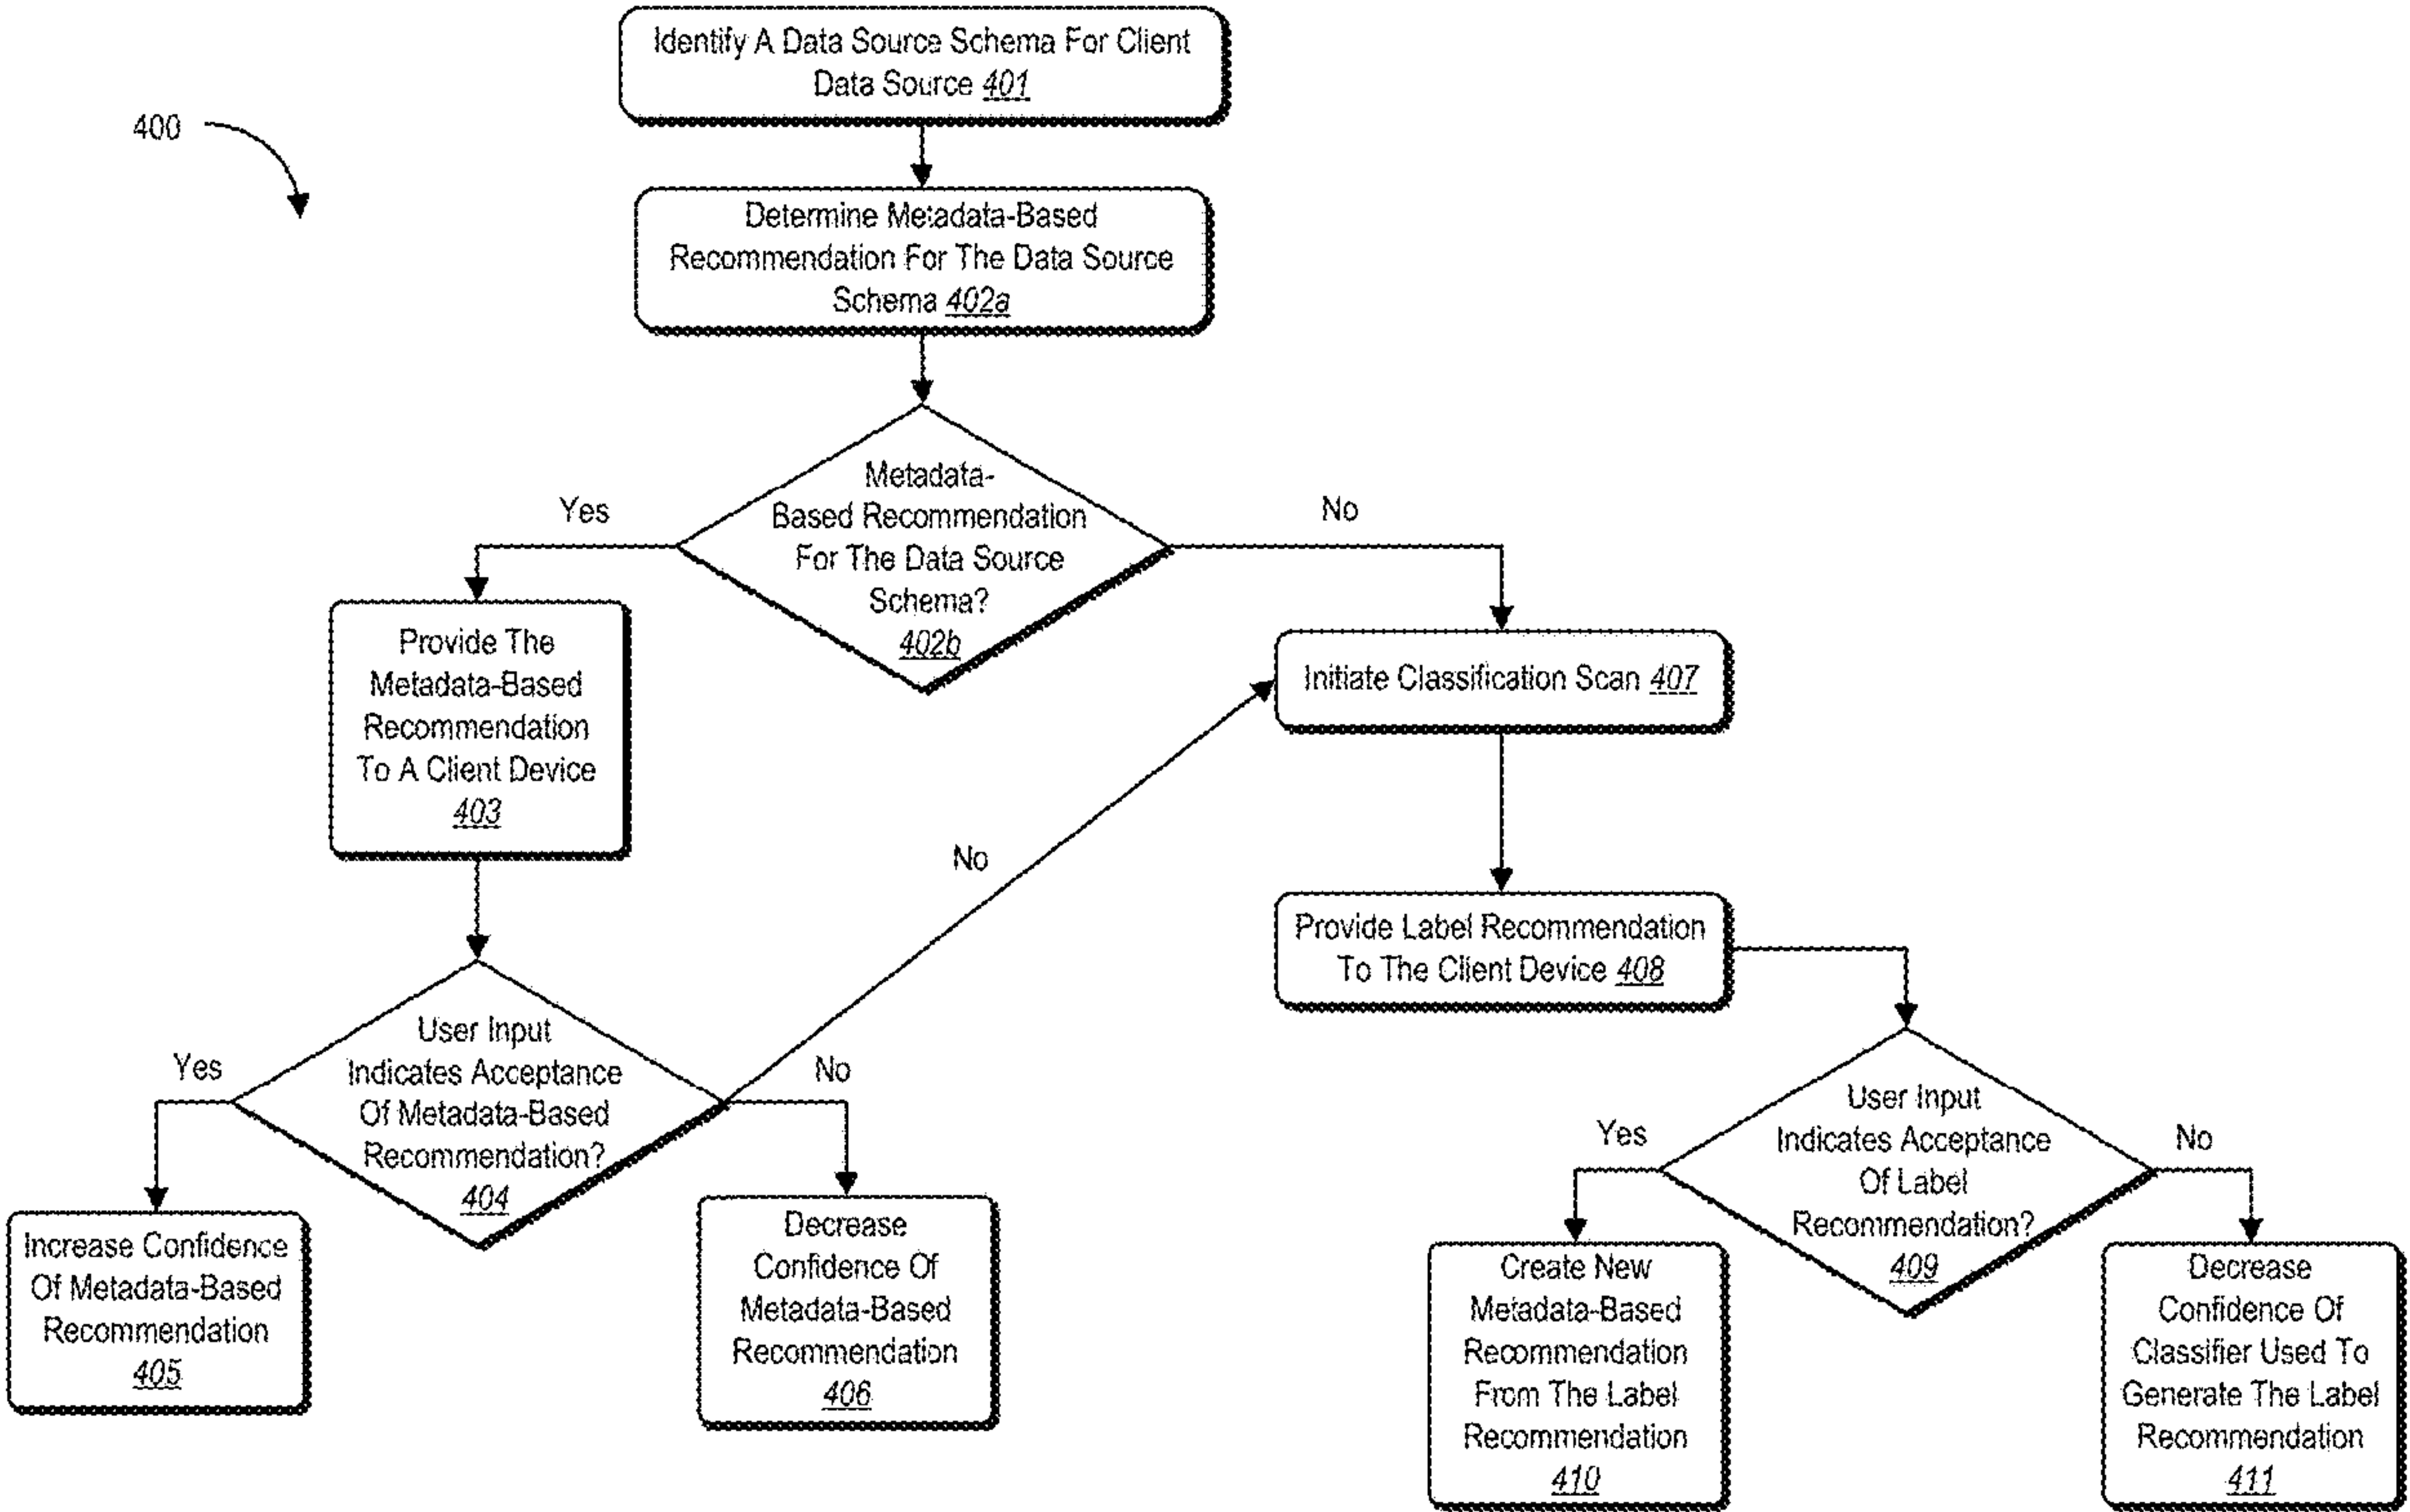 Identify A Data Source Schema For Client
Data Source 401
400
Determine Metadata-Based
Recommendation For The Data Source
Schema 402a
Metadata-
Based Recommendation
For The Data Source
Schema?
402b
Yes
No
Provide The
Metadata-Based
Recommendation
To A Client Device
403
Initiate Classification Scan 407
No
Provide Label Recommendation
To The Client Device 408
User Input
Indicates Acceptance
Of Metadata-Based
Recommendation?
404
Yes
No
User Input
Indicates Acceptance
Of Label
Recommendation?
409
Yes
No
Increase Confidence
Of Metadata-Based
Recommendation
405
Decrease
Confidence Of
Metadata-Based
Recommendation
406
Create New
Metadata-Based
Recommendation
From The Label
Recommendation
410
Decrease
Confidence Of
Classifier Used To
Generate The Label
Recommendation
411